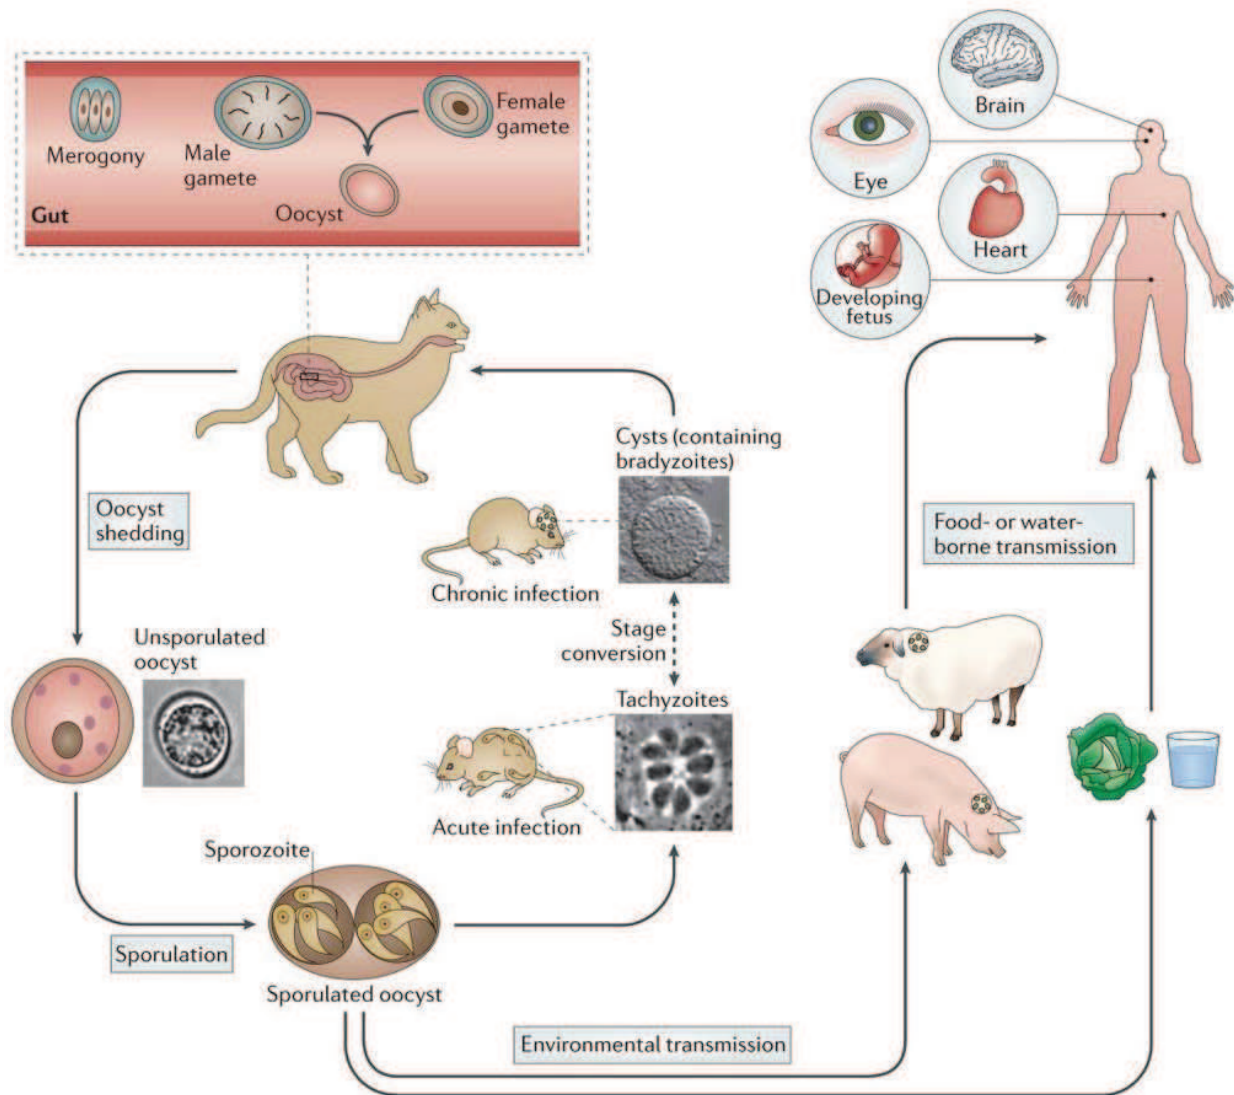 Merogony
Male
gamete
Female
gamete
Oocyst
Gut
Brain
Eye
Heart
Developing
fetus
Oocyst
shedding
Cysts (containing
bradyzoites)
Chronic infection
Stage
conversion
Tachyzoites
Acute infection
Unsporulated
oocyst
Sporozoite
Sporulation
Sporulated oocyst
Environmental transmission
Food- or water-
borne transmission